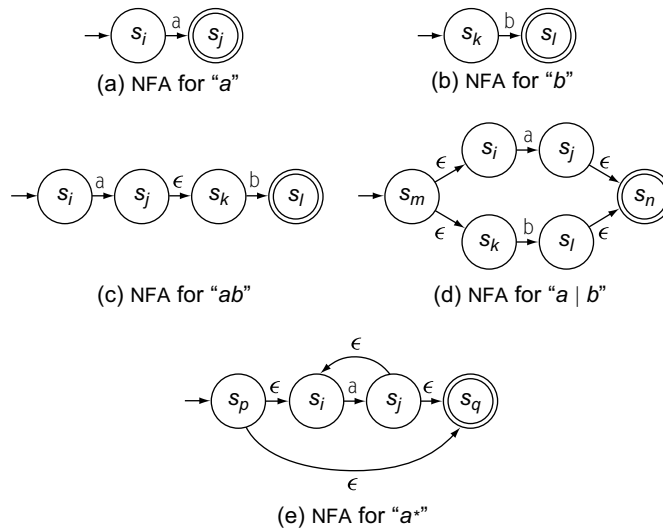 a
s_i s_j
(a) NFA for “a”
b
s_k s_l
(b) NFA for “b”
a ϵ b
s_i s_j s_k s_l
(c) NFA for “ab”
a
s_i s_j
ϵ ϵ
s_m s_n
ϵ ϵ
b
s_k s_l
(d) NFA for “a | b”
ϵ
ϵ a ϵ
s_p s_i s_j s_q
ϵ
(e) NFA for “a*”